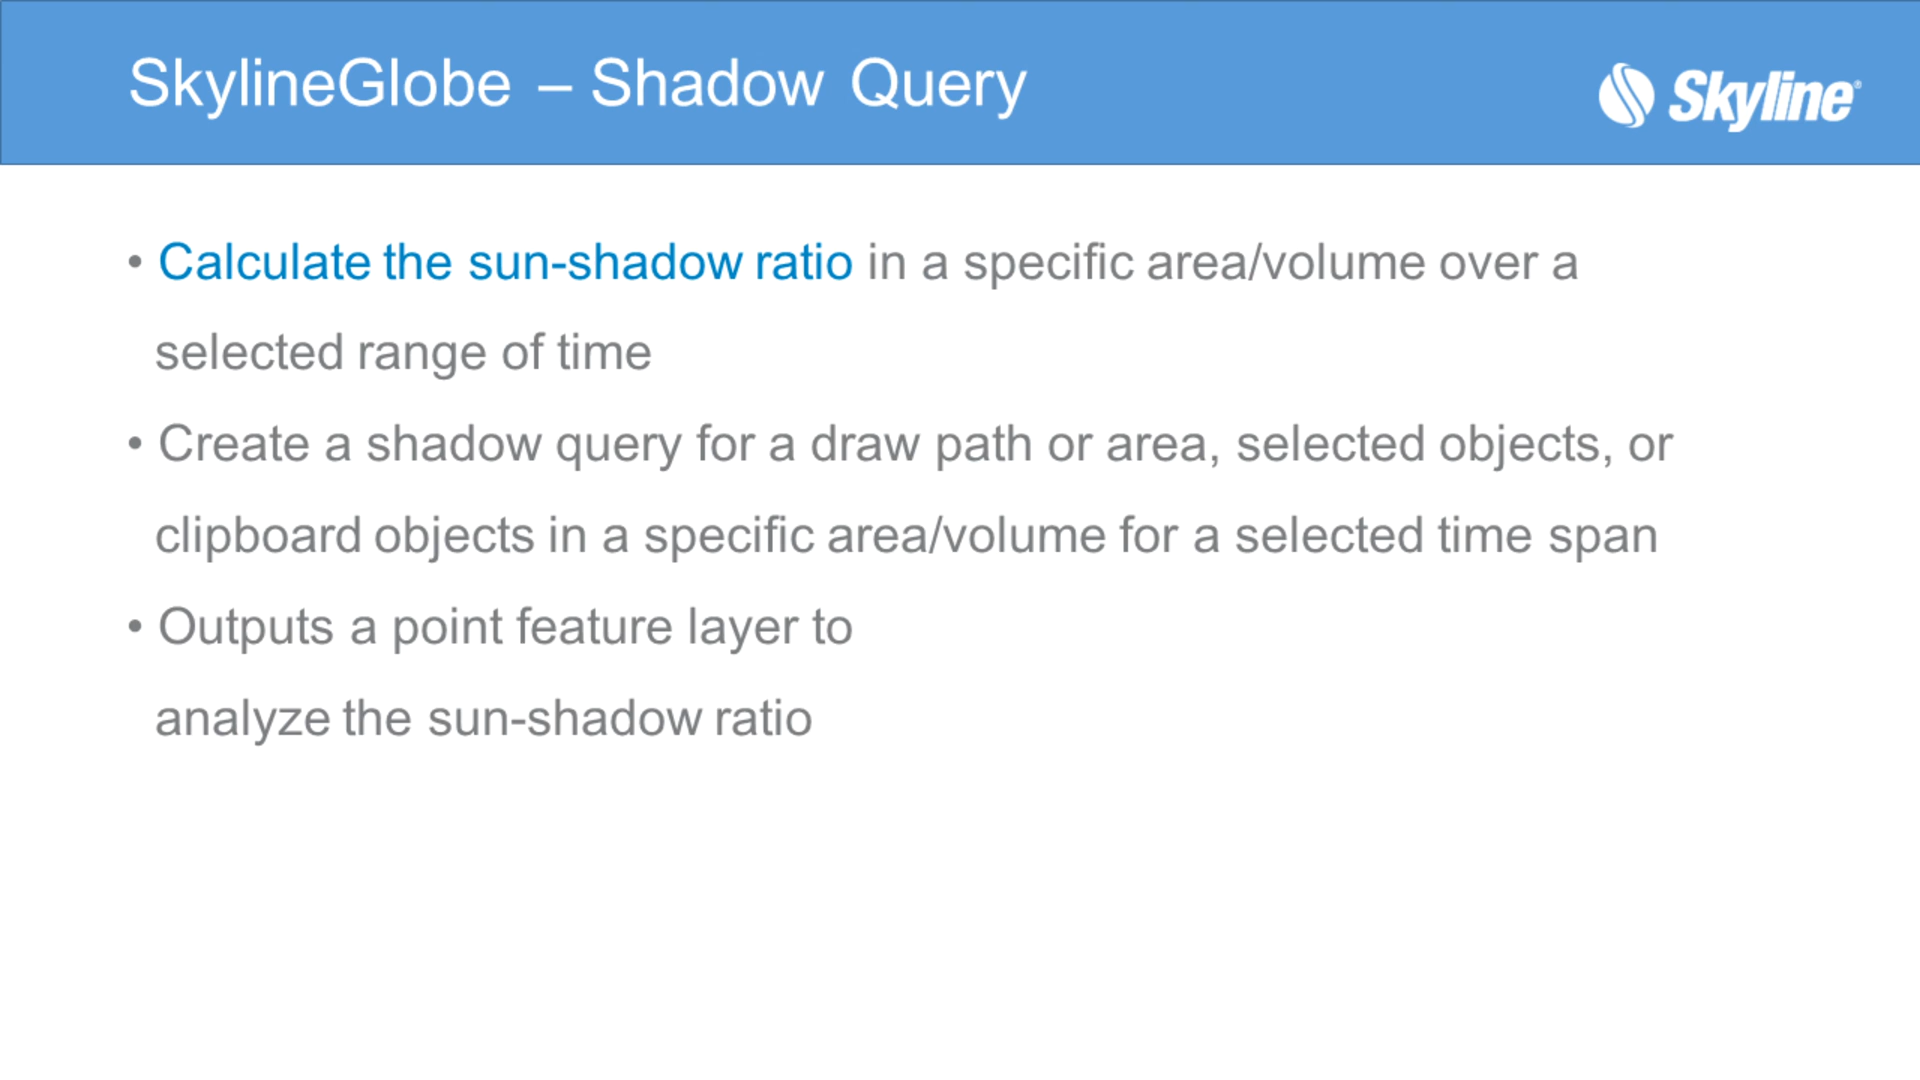 SkylineGlobe – Shadow Query
Skyline®
• Calculate the sun-shadow ratio in a specific area/volume over a
selected range of time
• Create a shadow query for a draw path or area, selected objects, or
clipboard objects in a specific area/volume for a selected time span
• Outputs a point feature layer to
analyze the sun-shadow ratio